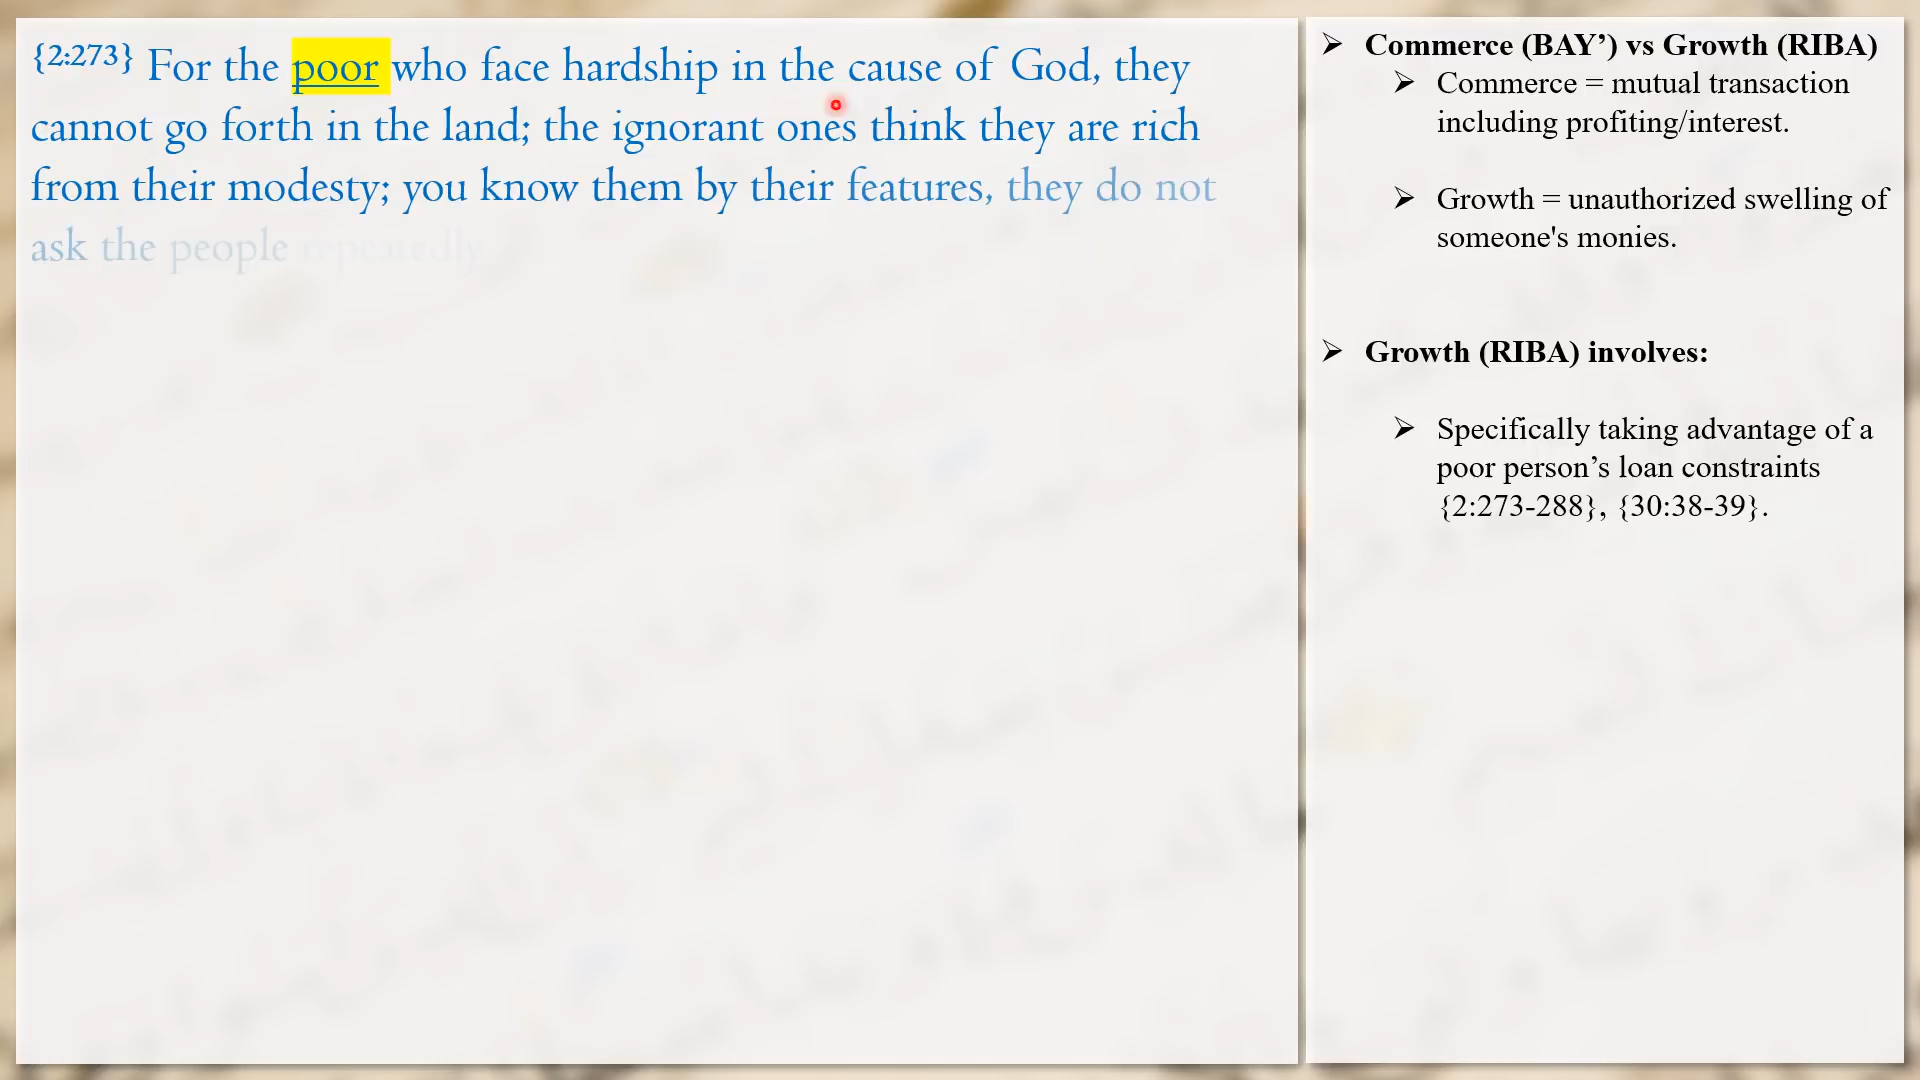 {2:273} For the poor who face hardship in the cause of God, they
cannot go forth in the land; the ignorant ones think they are rich
from their modesty; you know them by their features, they do not
ask the people repeatedly
➢ Commerce (BAY’) vs Growth (RIBA)
➢ Commerce = mutual transaction
including profiting/interest.
➢ Growth = unauthorized swelling of
someone's monies.
➢ Growth (RIBA) involves:
➢ Specifically taking advantage of a
poor person’s loan constraints
{2:273-288}, {30:38-39}.